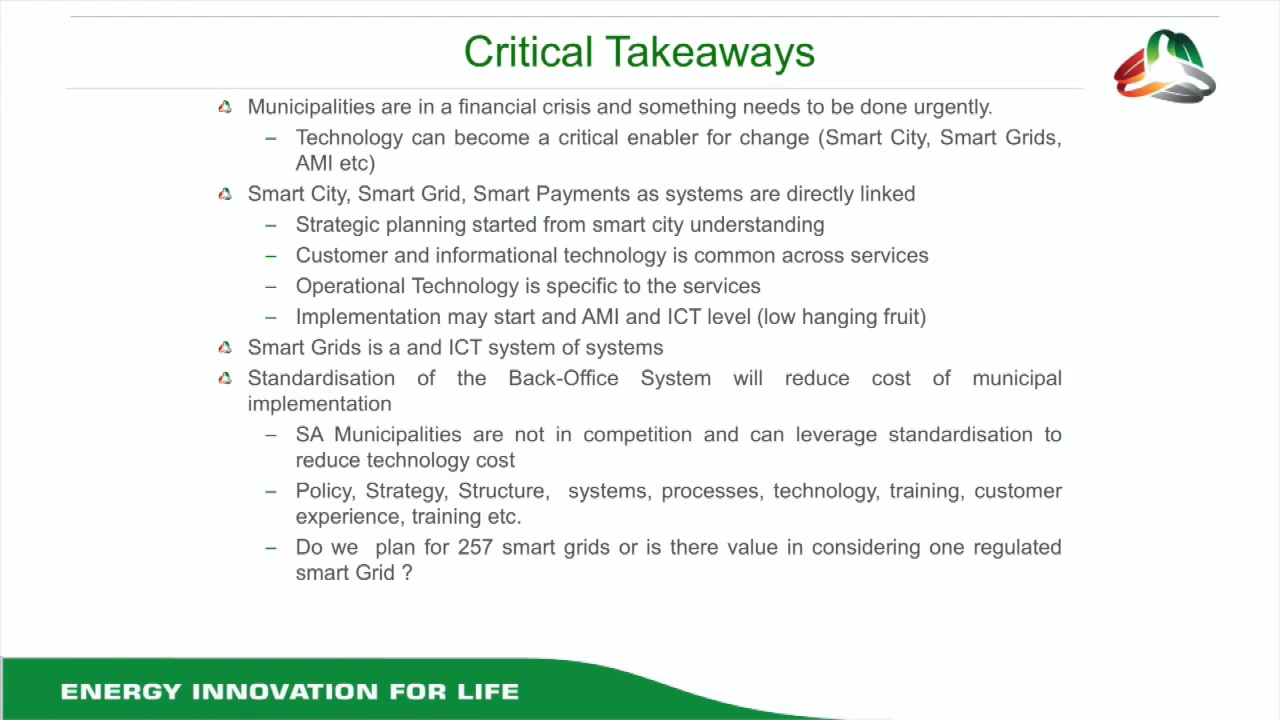 Critical Takeaways
Municipalities are in a financial crisis and something needs to be done urgently.
– Technology can become a critical enabler for change (Smart City, Smart Grids,
AMI etc)
Smart City, Smart Grid, Smart Payments as systems are directly linked
– Strategic planning started from smart city understanding
– Customer and informational technology is common across services
– Operational Technology is specific to the services
– Implementation may start and AMI and ICT level (low hanging fruit)
Smart Grids is a and ICT system of systems
Standardisation of the Back-Office System will reduce cost of municipal
implementation
– SA Municipalities are not in competition and can leverage standardisation to
reduce technology cost
– Policy, Strategy, Structure, systems, processes, technology, training, customer
experience, training etc.
– Do we plan for 257 smart grids or is there value in considering one regulated
smart Grid ?
ENERGY INNOVATION FOR LIFE